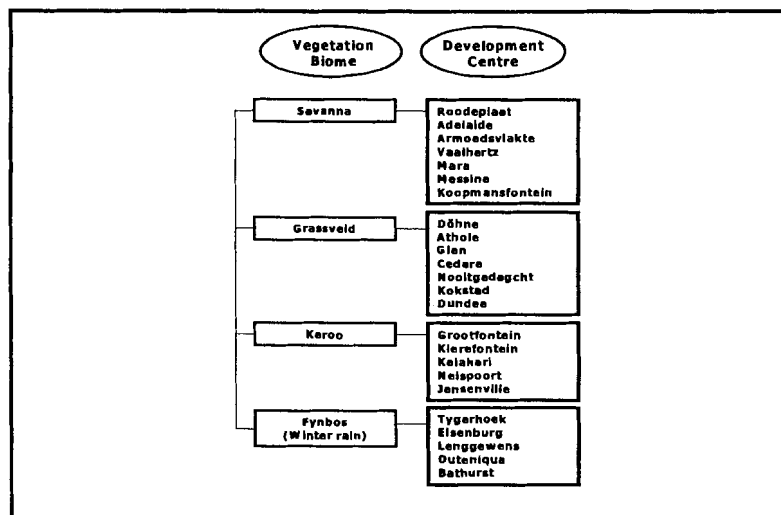 Vegetation
Biome
Development
Centre
Savanna
Roodeplaat
Adelaide
Armoedsvlakte
Vaalhartz
Mara
Messina
Koopmansfontein
Grassveld
Döhne
Athole
Glen
Cedara
Nooitgedagcht
Kokstad
Dundee
Karoo
Grootfontein
Klerefontein
Kalahari
Nelspoort
Jansenville
Fynbos
(Winter rain)
Tygerhoek
Elsenburg
Langgewens
Outeniqua
Bathurst